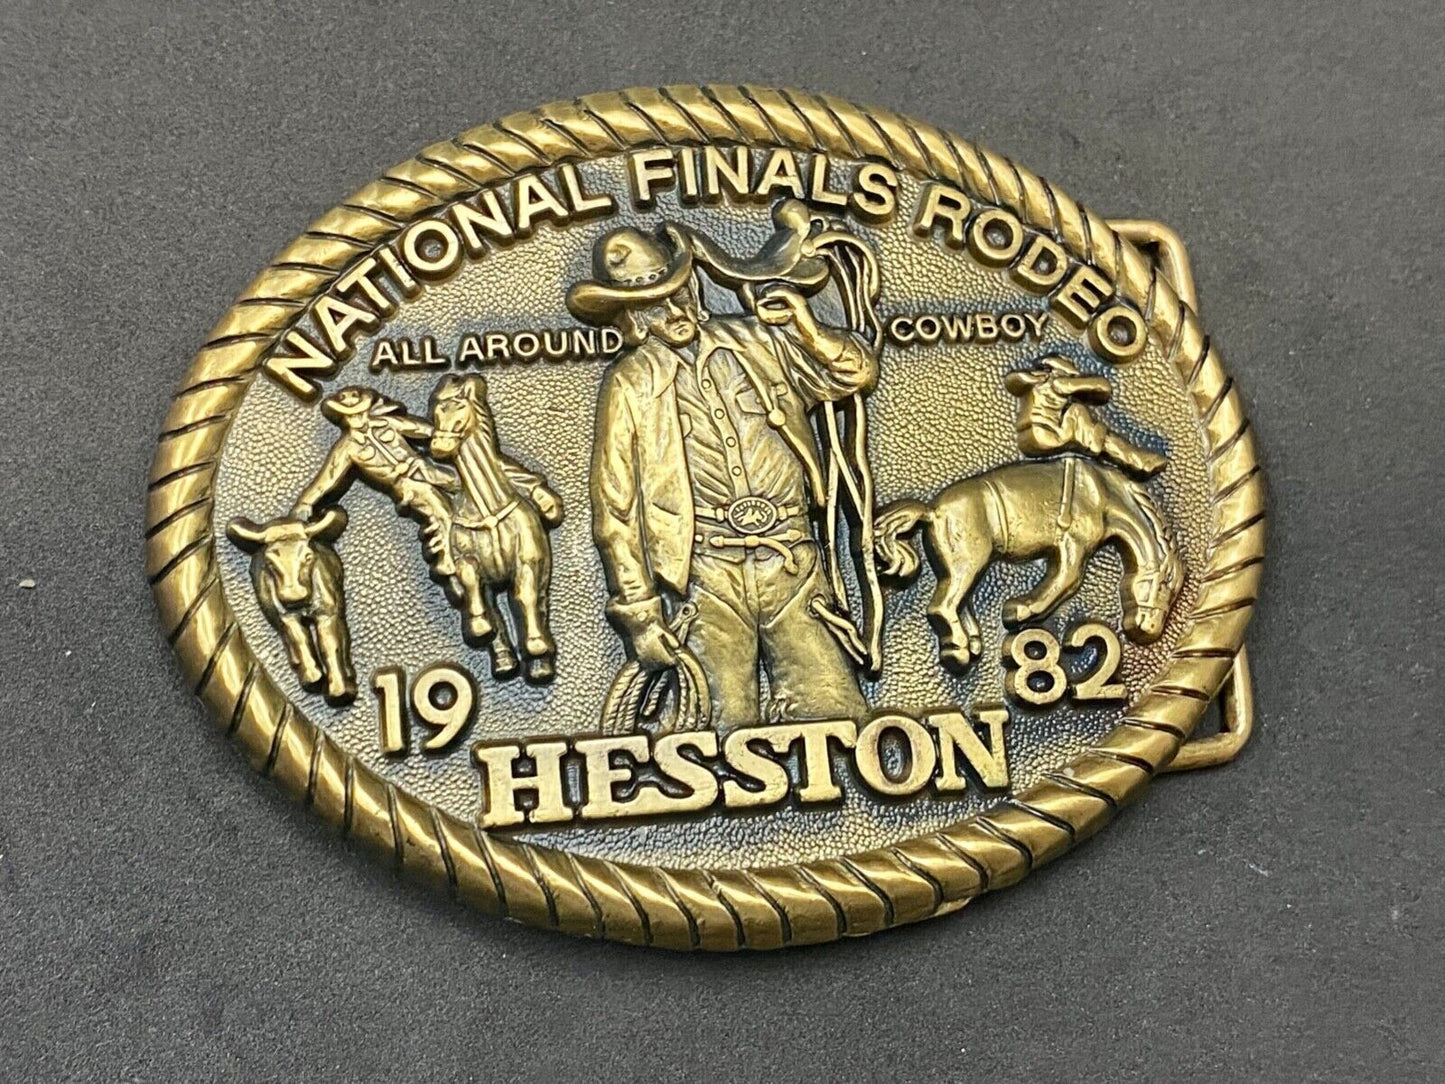 NATIONAL FINALS RODEO
ALL AROUND COWBOY
19 82
HESSTON